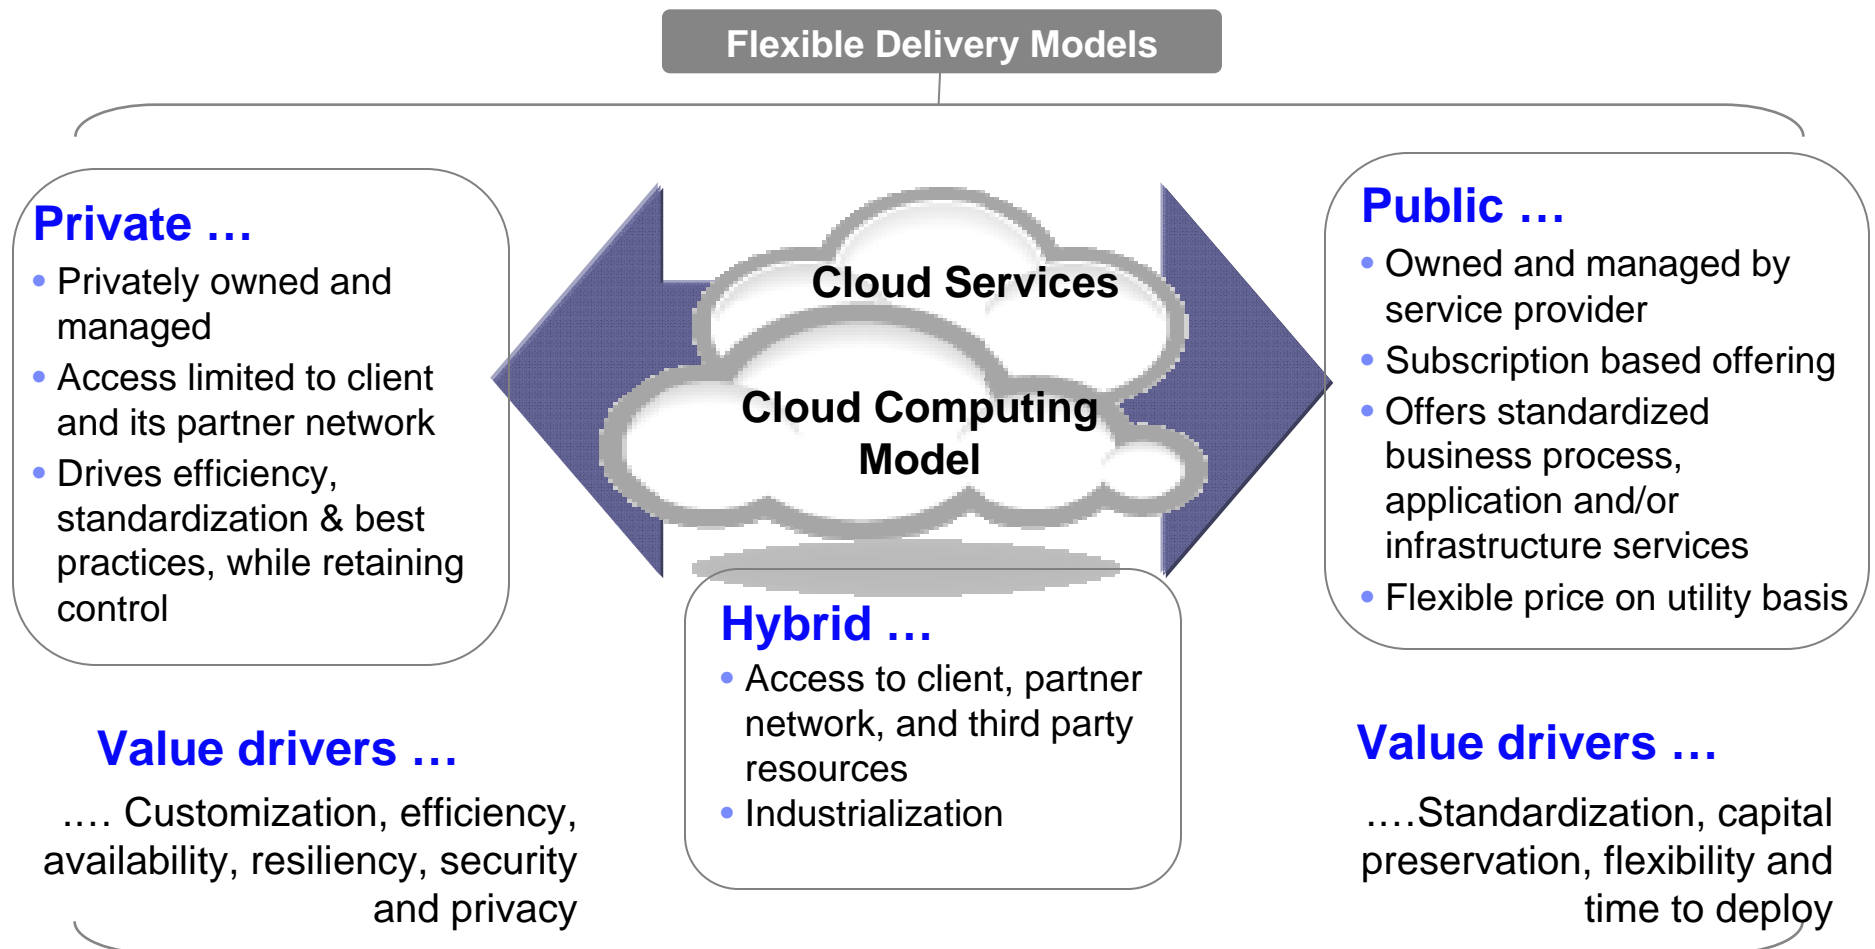 Flexible Delivery Models
Private …
• Privately owned and
managed
• Access limited to client
and its partner network
• Drives efficiency,
standardization & best
practices, while retaining
control
Value drivers …
…. Customization, efficiency,
availability, resiliency, security
and privacy
Cloud Services
Cloud Computing
Model
Hybrid …
• Access to client, partner
network, and third party
resources
• Industrialization
Public …
• Owned and managed by
service provider
• Subscription based offering
• Offers standardized
business process,
application and/or
infrastructure services
• Flexible price on utility basis
Value drivers …
….Standardization, capital
preservation, flexibility and
time to deploy